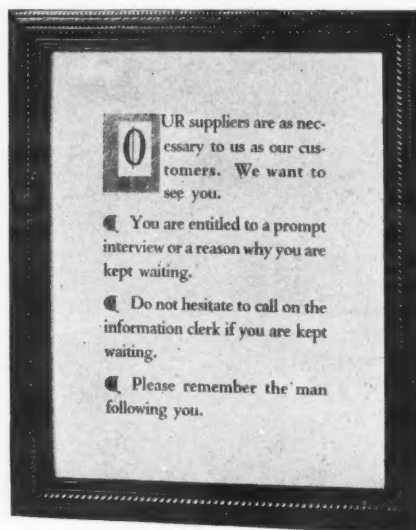 OUR suppliers are as nec-
essary to us as our cus-
tomers. We want to
see you.
¶ You are entitled to a prompt
interview or a reason why you are
kept waiting.
¶ Do not hesitate to call on the
information clerk if you are kept
waiting.
¶ Please remember the man
following you.